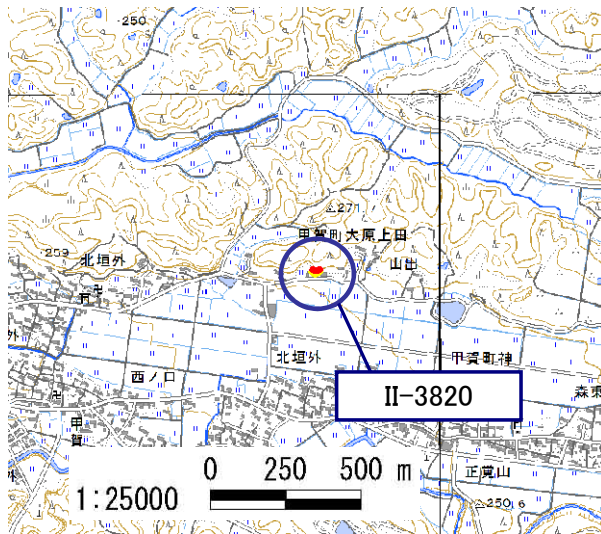 250
△271
甲賀町大原上田
259
北垣外
山出
北垣外
甲賀町神
西ノ口
II-3820
森東
甲賀
正覚山
0 250 500 m
1:25000
△250.6